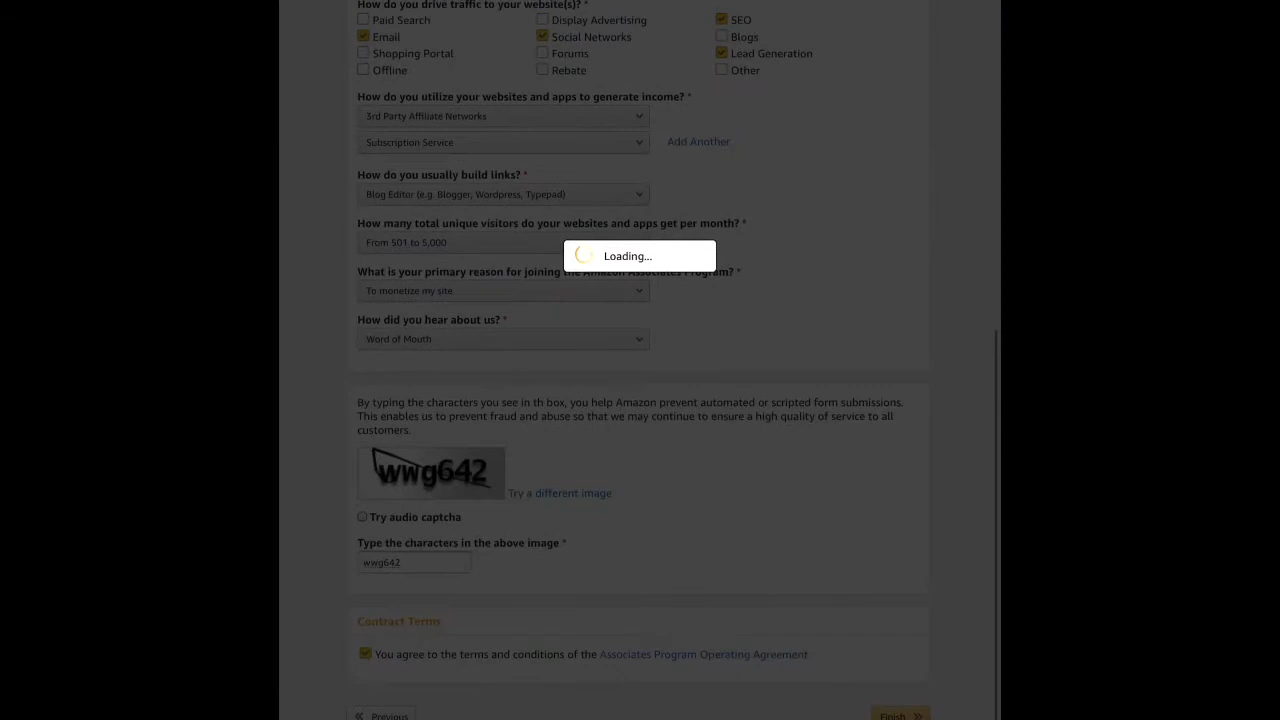 How do you drive traffic to your website(s)? *
Paid Search Display Advertising SEO
Email Social Networks Blogs
Shopping Portal Forums Lead Generation
Offline Rebate Other
How do you utilize your websites and apps to generate income? *
3rd Party Affiliate Networks
Subscription Service Add Another
How do you usually build links? *
Blog Editor (e.g. Blogger, Wordpress, Typepad)
How many total unique visitors do your websites and apps get per month? *
From 501 to 5,000
Loading...
What is your primary reason for joining the Amazon Associates Program? *
To monetize my site
How did you hear about us? *
Word of Mouth
By typing the characters you see in th box, you help Amazon prevent automated or scripted form submissions.
This enables us to prevent fraud and abuse so that we may continue to ensure a high quality of service to all
customers.
wwg642
Try a different image
Try audio captcha
Type the characters in the above image *
wwg642
Contract Terms
You agree to the terms and conditions of the Associates Program Operating Agreement
Previous Finish